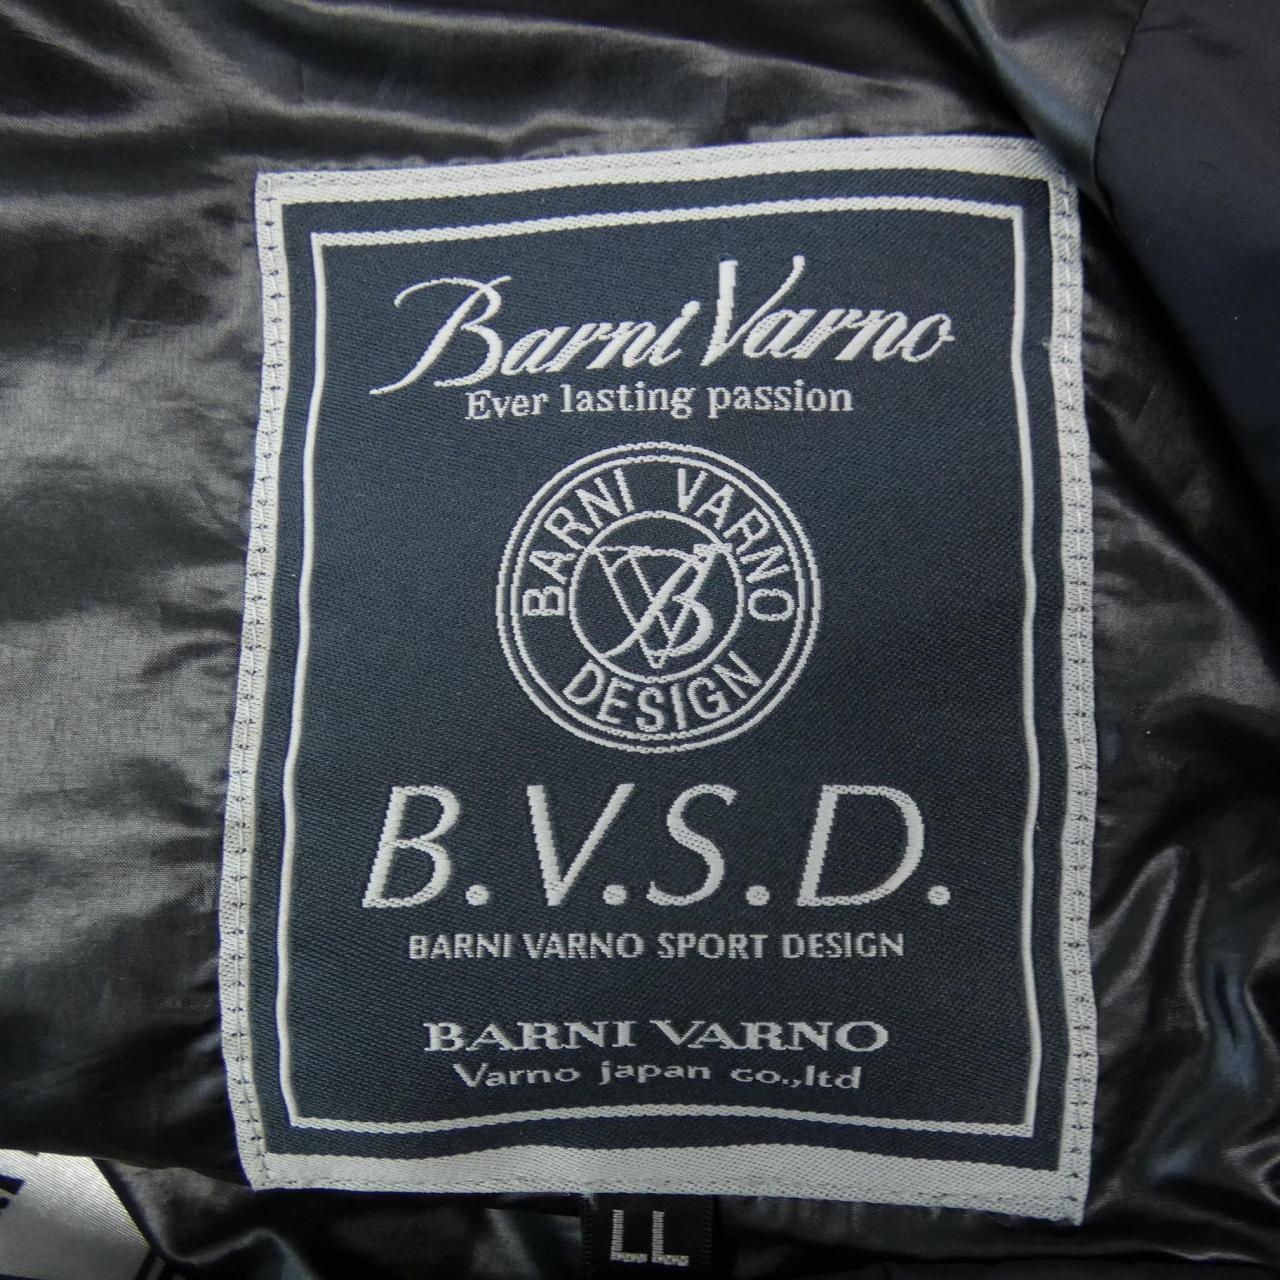 Barni Varno
Ever lasting passion
BARNI VARNO
VB
DESIGN
B.V.S.D.
BARNI VARNO SPORT DESIGN
BARNI VARNO
Varno japan co.,ltd
LL